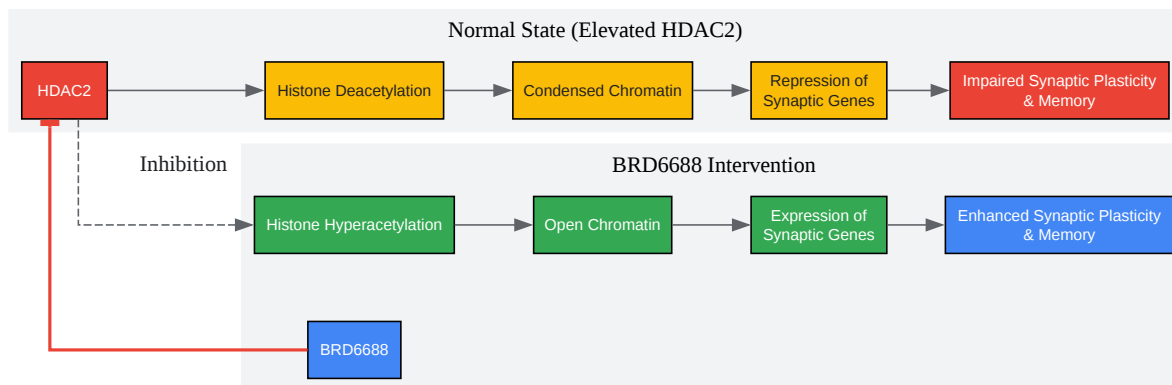 Normal State (Elevated HDAC2)
HDAC2
Histone Deacetylation
Condensed Chromatin
Repression of
Synaptic Genes
Impaired Synaptic Plasticity
& Memory
Inhibition
BRD6688 Intervention
Histone Hyperacetylation
Open Chromatin
Expression of
Synaptic Genes
Enhanced Synaptic Plasticity
& Memory
BRD6688